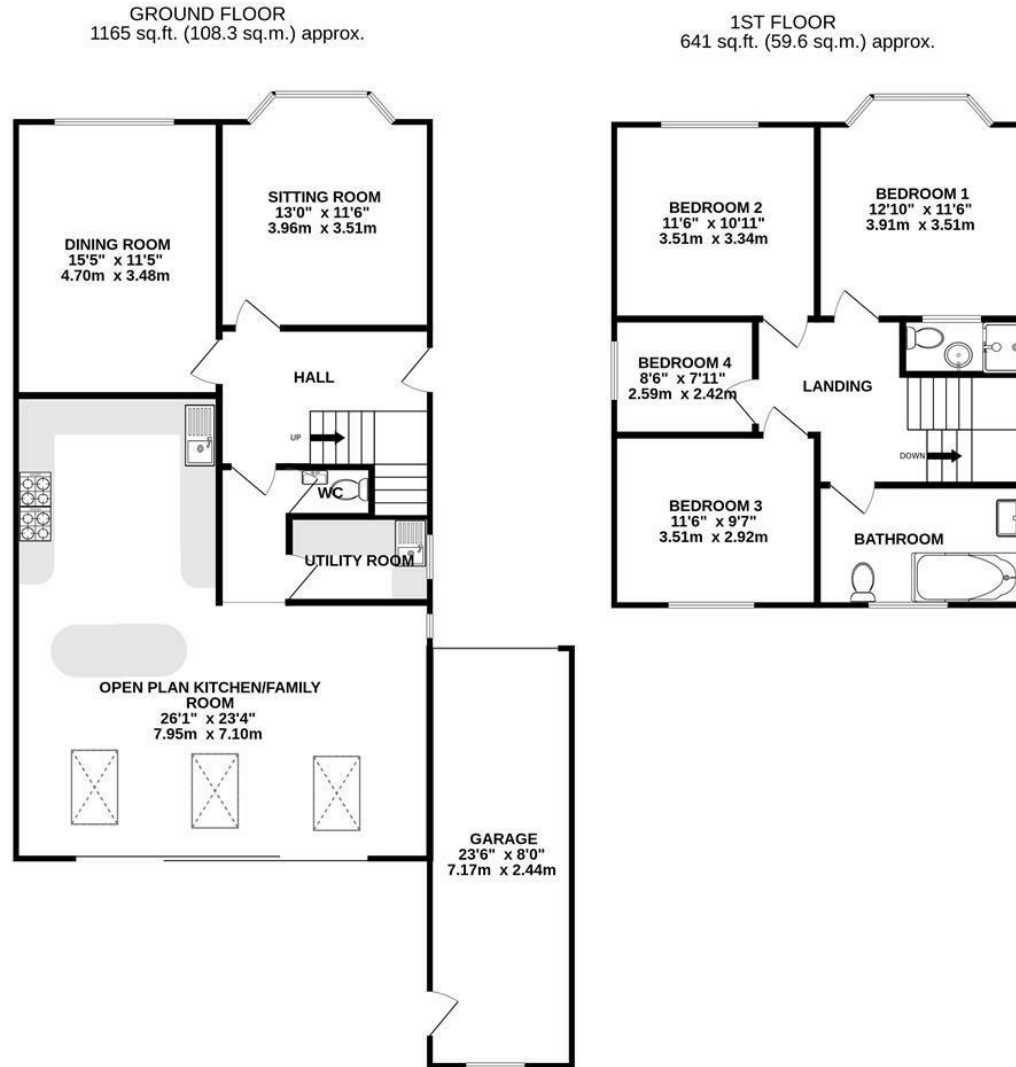 GROUND FLOOR
1165 sq.ft. (108.3 sq.m.) approx.
SITTING ROOM
13'0" x 11'6"
3.96m x 3.51m
DINING ROOM
15'5" x 11'5"
4.70m x 3.48m
HALL
UP
WC
UTILITY ROOM
OPEN PLAN KITCHEN/FAMILY
ROOM
26'1" x 23'4"
7.95m x 7.10m
GARAGE
23'6" x 8'0"
7.17m x 2.44m
1ST FLOOR
641 sq.ft. (59.6 sq.m.) approx.
BEDROOM 2
11'6" x 10'11"
3.51m x 3.34m
BEDROOM 1
12'10" x 11'6"
3.91m x 3.51m
BEDROOM 4
8'6" x 7'11"
2.59m x 2.42m
LANDING
DOWN
BEDROOM 3
11'6" x 9'7"
3.51m x 2.92m
BATHROOM